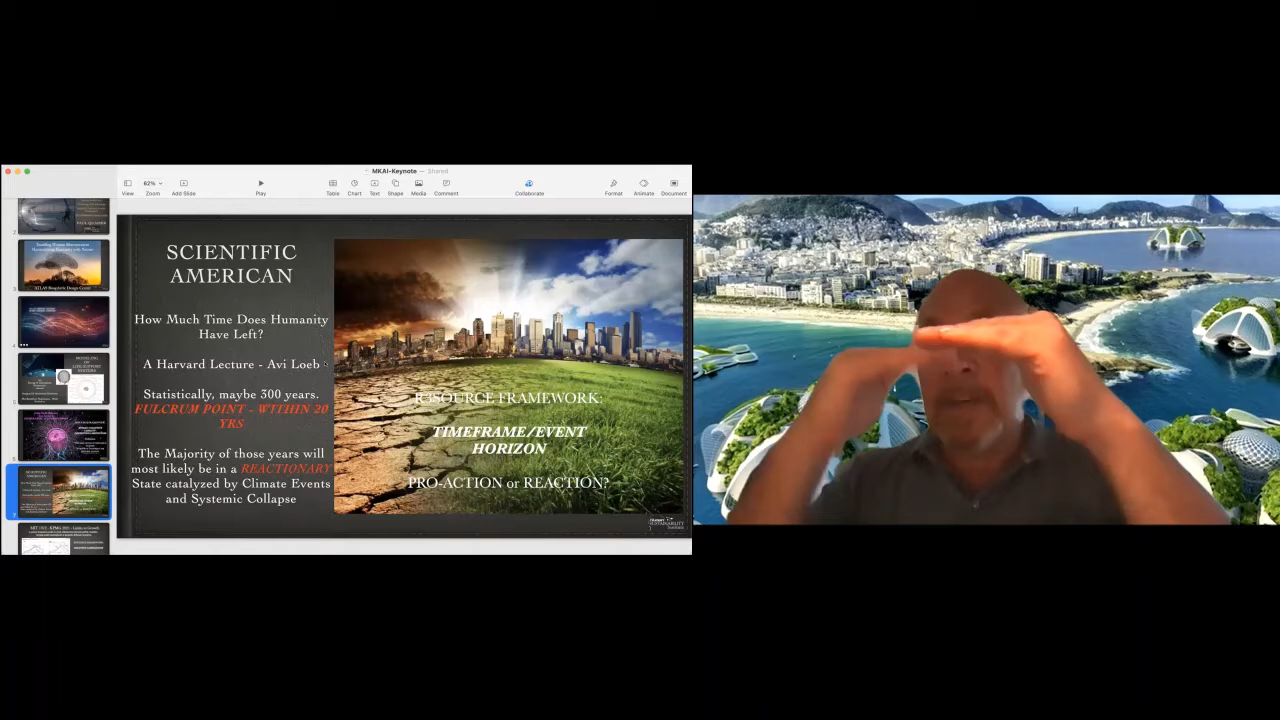 MKAI-Keynote — Shared
62%
View
Zoom
Add Slide
Play
Table
Chart
Text
Shape
Media
Comment
Collaborate
Format
Animate
Document
SCIENTIFIC
AMERICAN
How Much Time Does Humanity
Have Left?
A Harvard Lecture - Avi Loeb
Statistically, maybe 300 years.
FULCRUM POINT - WITHIN 20
YRS
The Majority of those years will
most likely be in a REACTIONARY
State catalyzed by Climate Events
and Systemic Collapse
R3SOURCE FRAMEWORK:
TIMEFRAME/EVENT
HORIZON
PRO-ACTION or REACTION?
SUSTAINABILITY